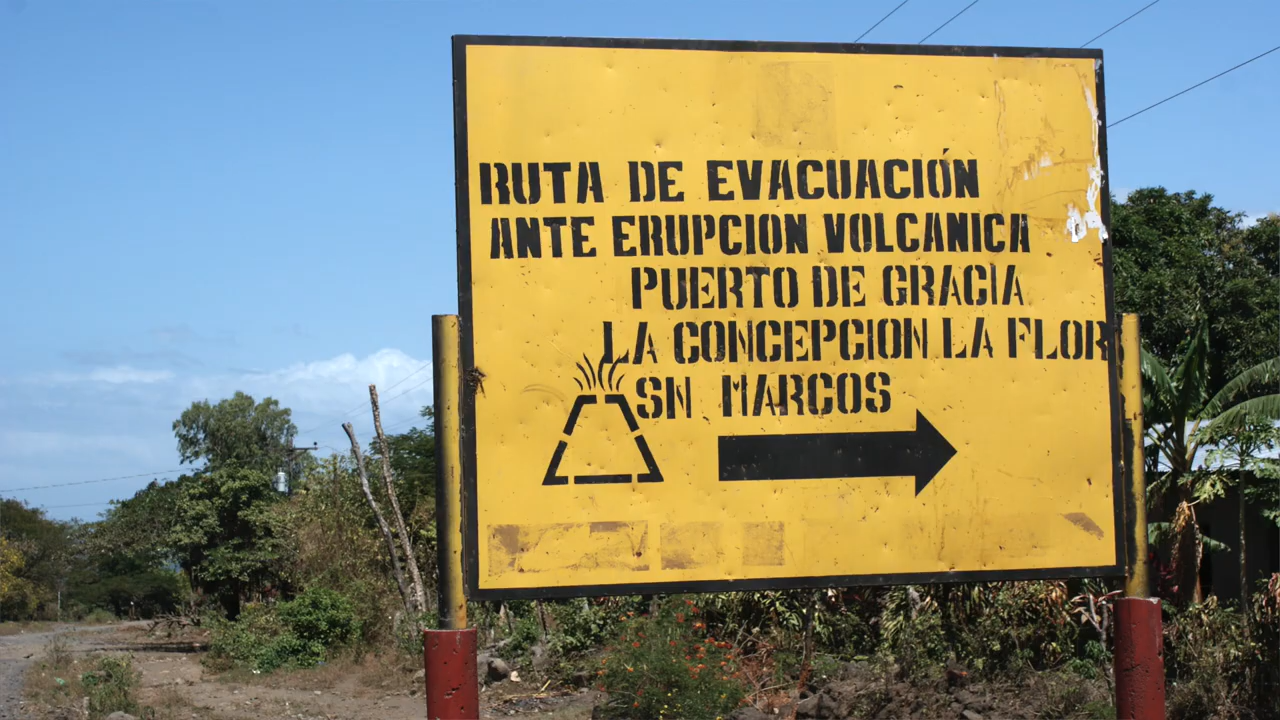 RUTA DE EVACUACIÓN
ANTE ERUPCION VOLCANICA
PUERTO DE GRACIA
LA CONCEPCION LA FLOR
SN MARCOS